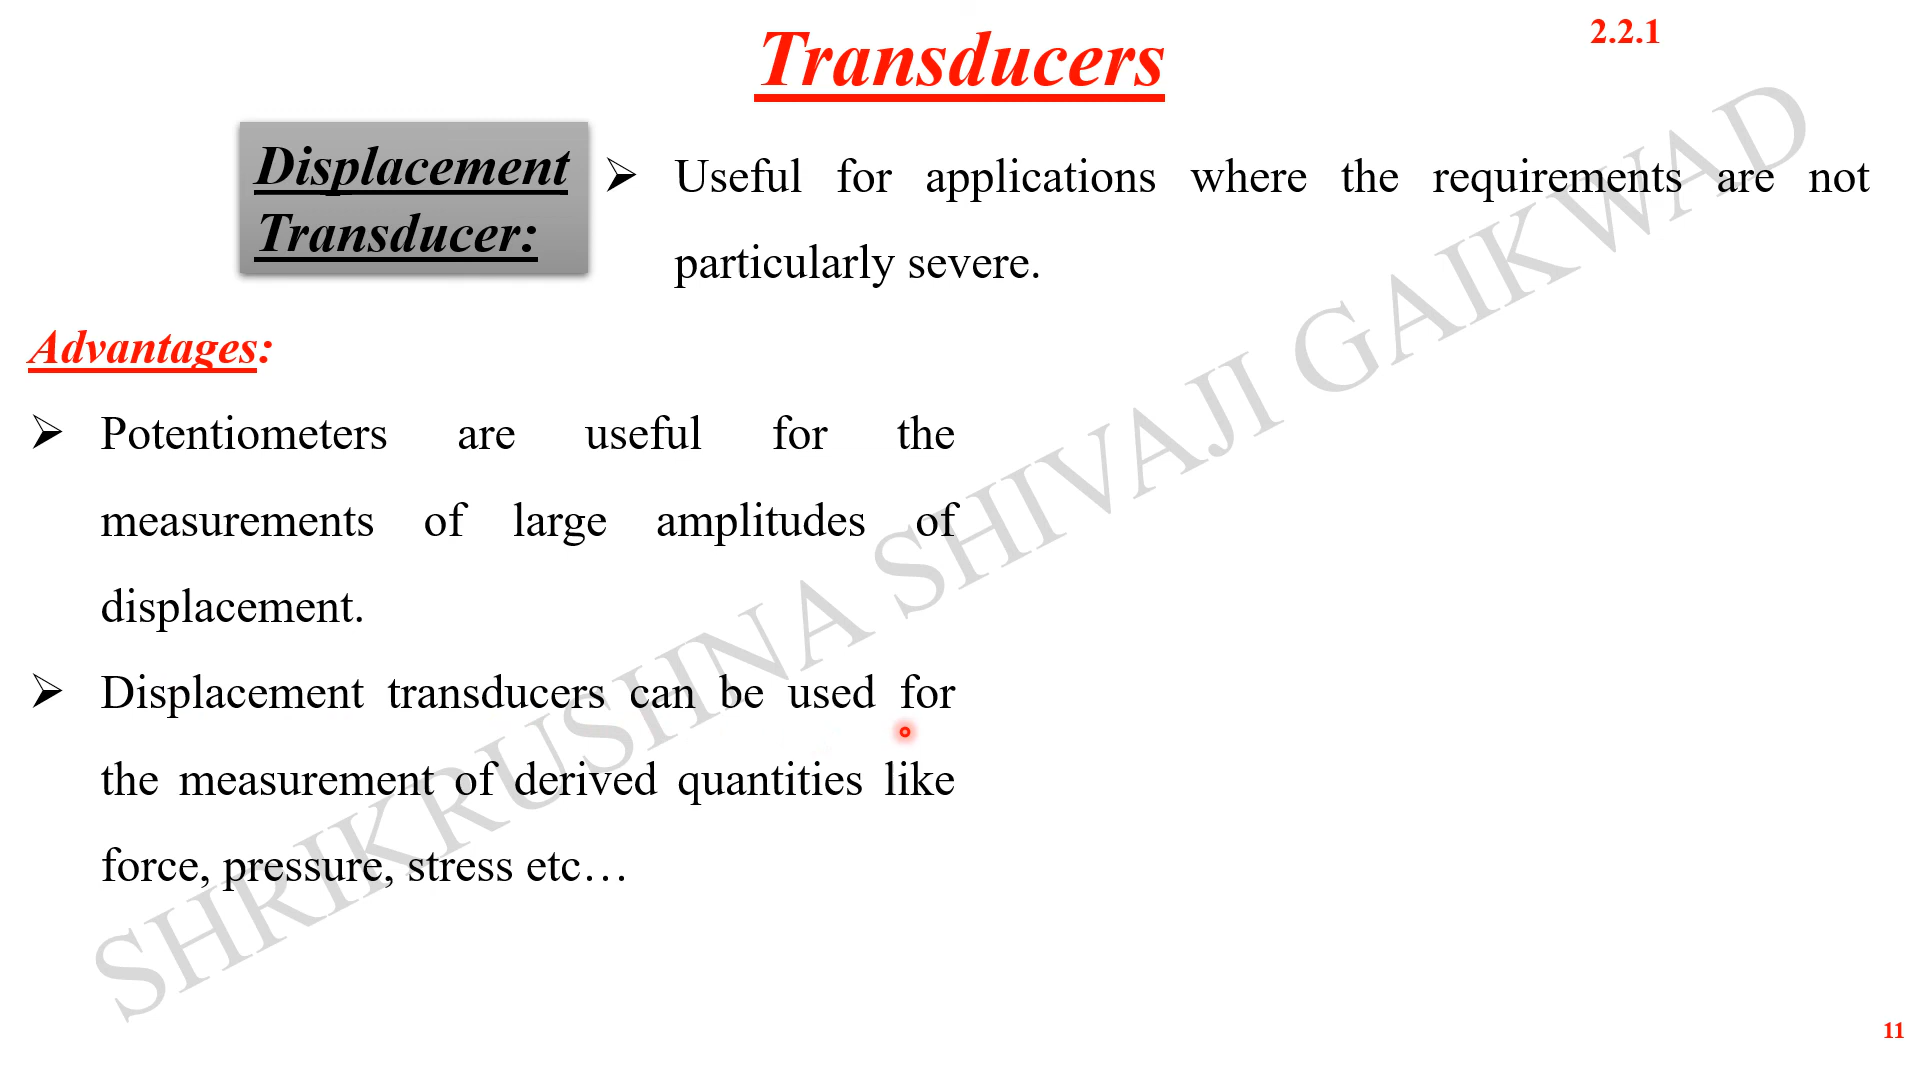 Transducers
2.2.1
Displacement
Transducer:
➢ Useful for applications where the requirements are not
particularly severe.
Advantages:
➢ Potentiometers are useful for the
measurements of large amplitudes of
displacement.
➢ Displacement transducers can be used for
the measurement of derived quantities like
force, pressure, stress etc…
SHRIKRUSHNA SHIVAJI GAIKWAD
11